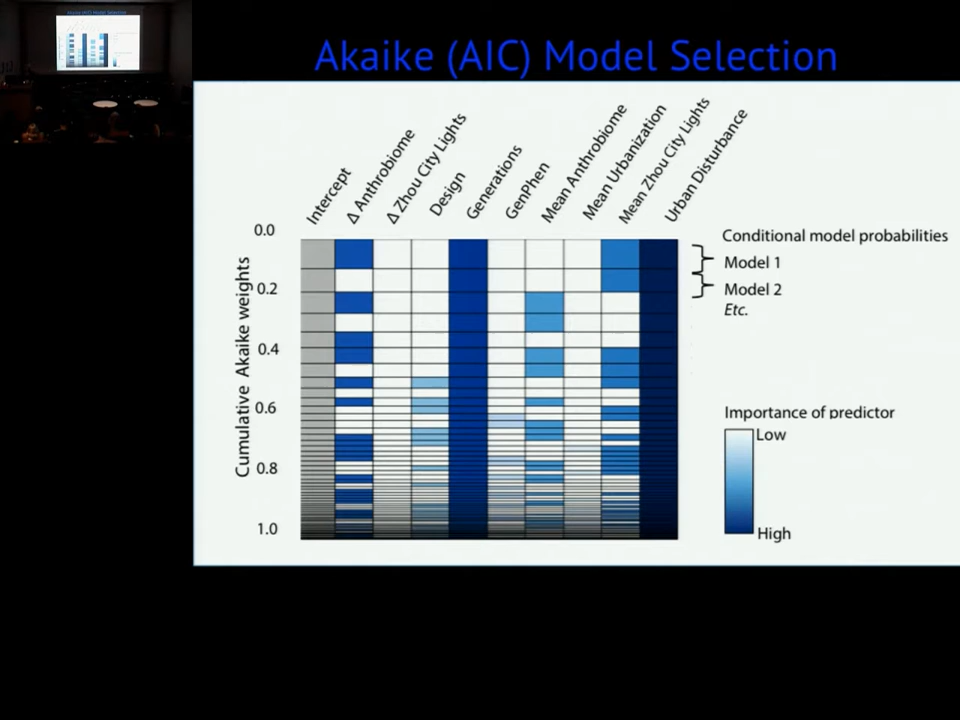 Akaike (AIC) Model Selection
Intercept
Δ Anthrobiome
Δ Zhou City Lights
Design
Generations
GenPhen
Mean Anthrobiome
Mean Urbanization
Mean Zhou City Lights
Urban Disturbance
Cumulative Akaike weights
0.0
0.2
0.4
0.6
0.8
1.0
Conditional model probabilities
Model 1
Model 2
Etc.
Importance of predictor
Low
High